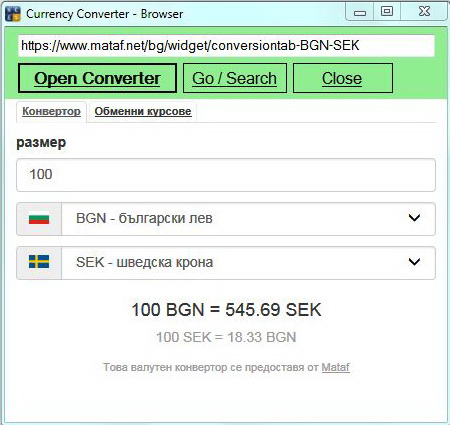 Currency Converter - Browser
https://www.mataf.net/bg/widget/conversiontab-BGN-SEK
Open Converter Go / Search Close
Конвертор Обменни курсове
размер
100
BGN - български лев
SEK - шведска крона
100 BGN = 545.69 SEK
100 SEK = 18.33 BGN
Това валутен конвертор се предоставя от Mataf